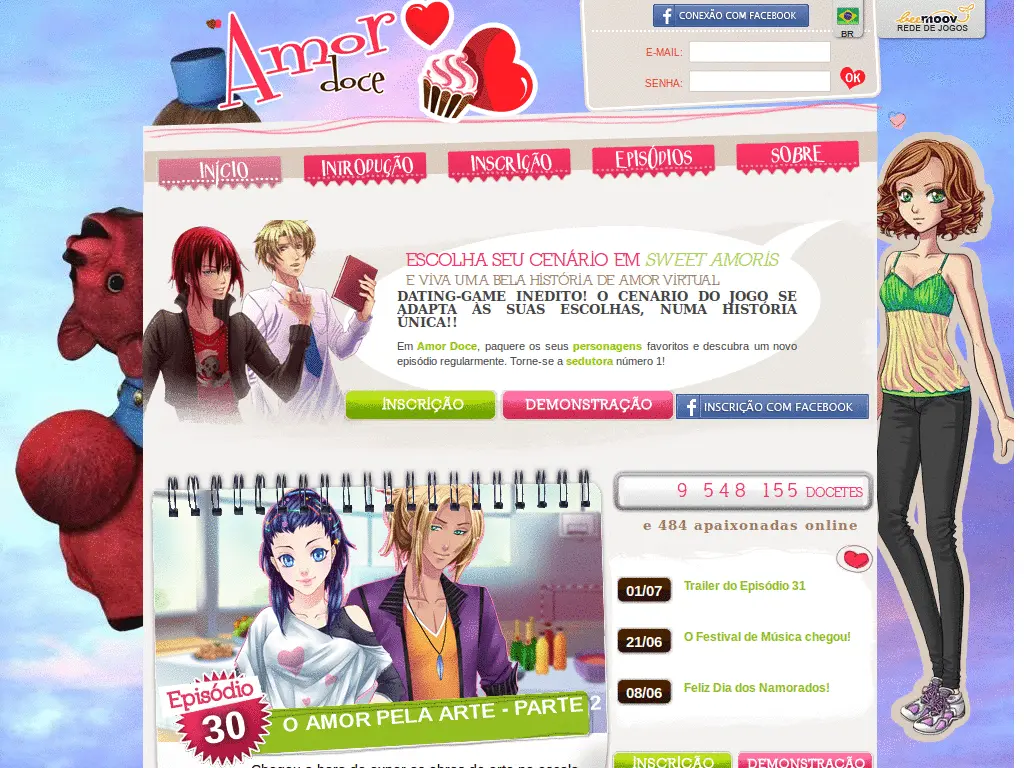 Amor
doce
CONEXÃO COM FACEBOOK
BR
beemoov
REDE DE JOGOS
E-MAIL:
SENHA:
OK
INÍCIO
INTRODUÇÃO
INSCRIÇÃO
EPISÓDIOS
SOBRE
ESCOLHA SEU CENÁRIO EM SWEET AMORIS
E VIVA UMA BELA HISTÓRIA DE AMOR VIRTUAL
DATING-GAME INEDITO! O CENARIO DO JOGO SE
ADAPTA ÀS SUAS ESCOLHAS, NUMA HISTÓRIA
ÚNICA!!
Em Amor Doce, paquere os seus personagens favoritos e descubra um novo
episódio regularmente. Torne-se a sedutora número 1!
INSCRIÇÃO
DEMONSTRAÇÃO
INSCRIÇÃO COM FACEBOOK
9 548 155 DOCETES
e 484 apaixonadas online
01/07 Trailer do Episódio 31
21/06 O Festival de Música chegou!
08/06 Feliz Dia dos Namorados!
Episódio
30
O AMOR PELA ARTE - PARTE 2
INSCRIÇÃO
DEMONSTRAÇÃO